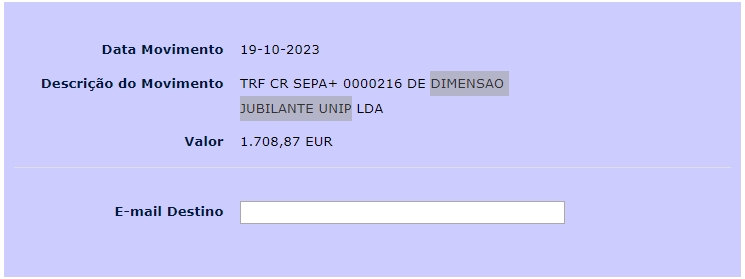 Data Movimento 19-10-2023
Descrição do Movimento TRF CR SEPA+ 0000216 DE DIMENSAO
JUBILANTE UNIP LDA
Valor 1.708,87 EUR
E-mail Destino